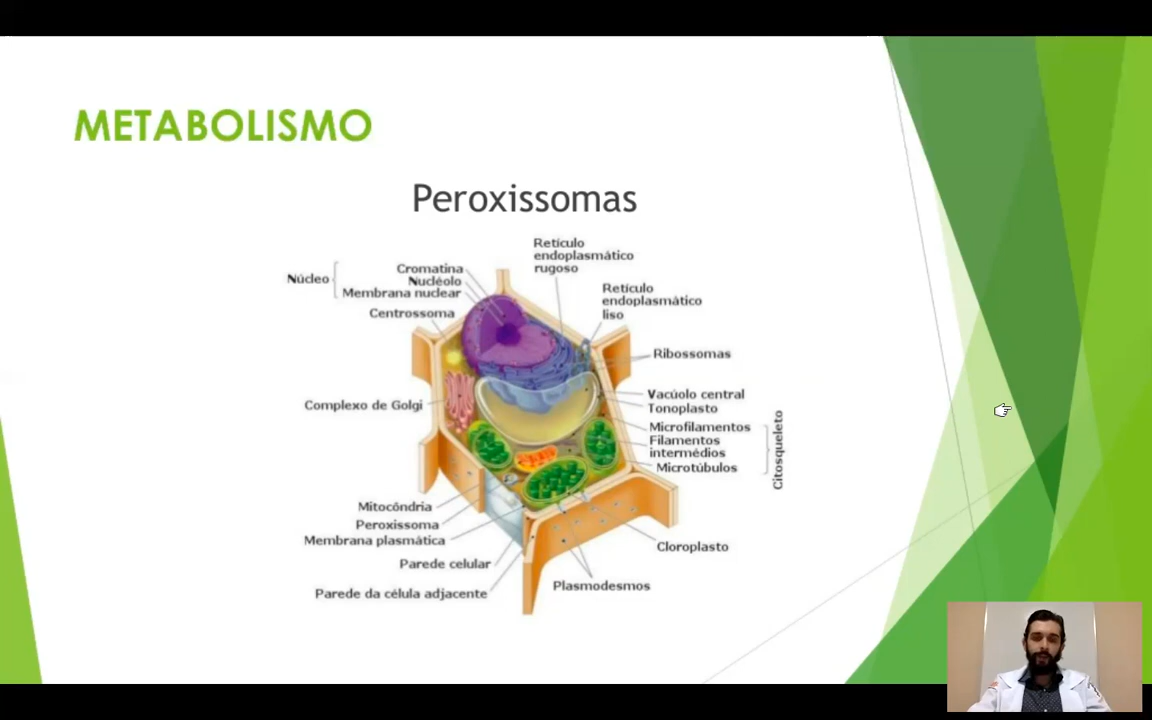 METABOLISMO
Peroxissomas
Retículo
endoplasmático
rugoso
Núcleo
Cromatina
Nucléolo
Membrana nuclear
Centrossoma
Retículo
endoplasmático
liso
Ribossomas
Vacúolo central
Tonoplasto
Complexo de Golgi
Microfilamentos
Filamentos
intermédios
Microtúbulos
Citosqueleto
Mitocôndria
Peroxissoma
Membrana plasmática
Cloroplasto
Parede celular
Plasmodesmos
Parede da célula adjacente